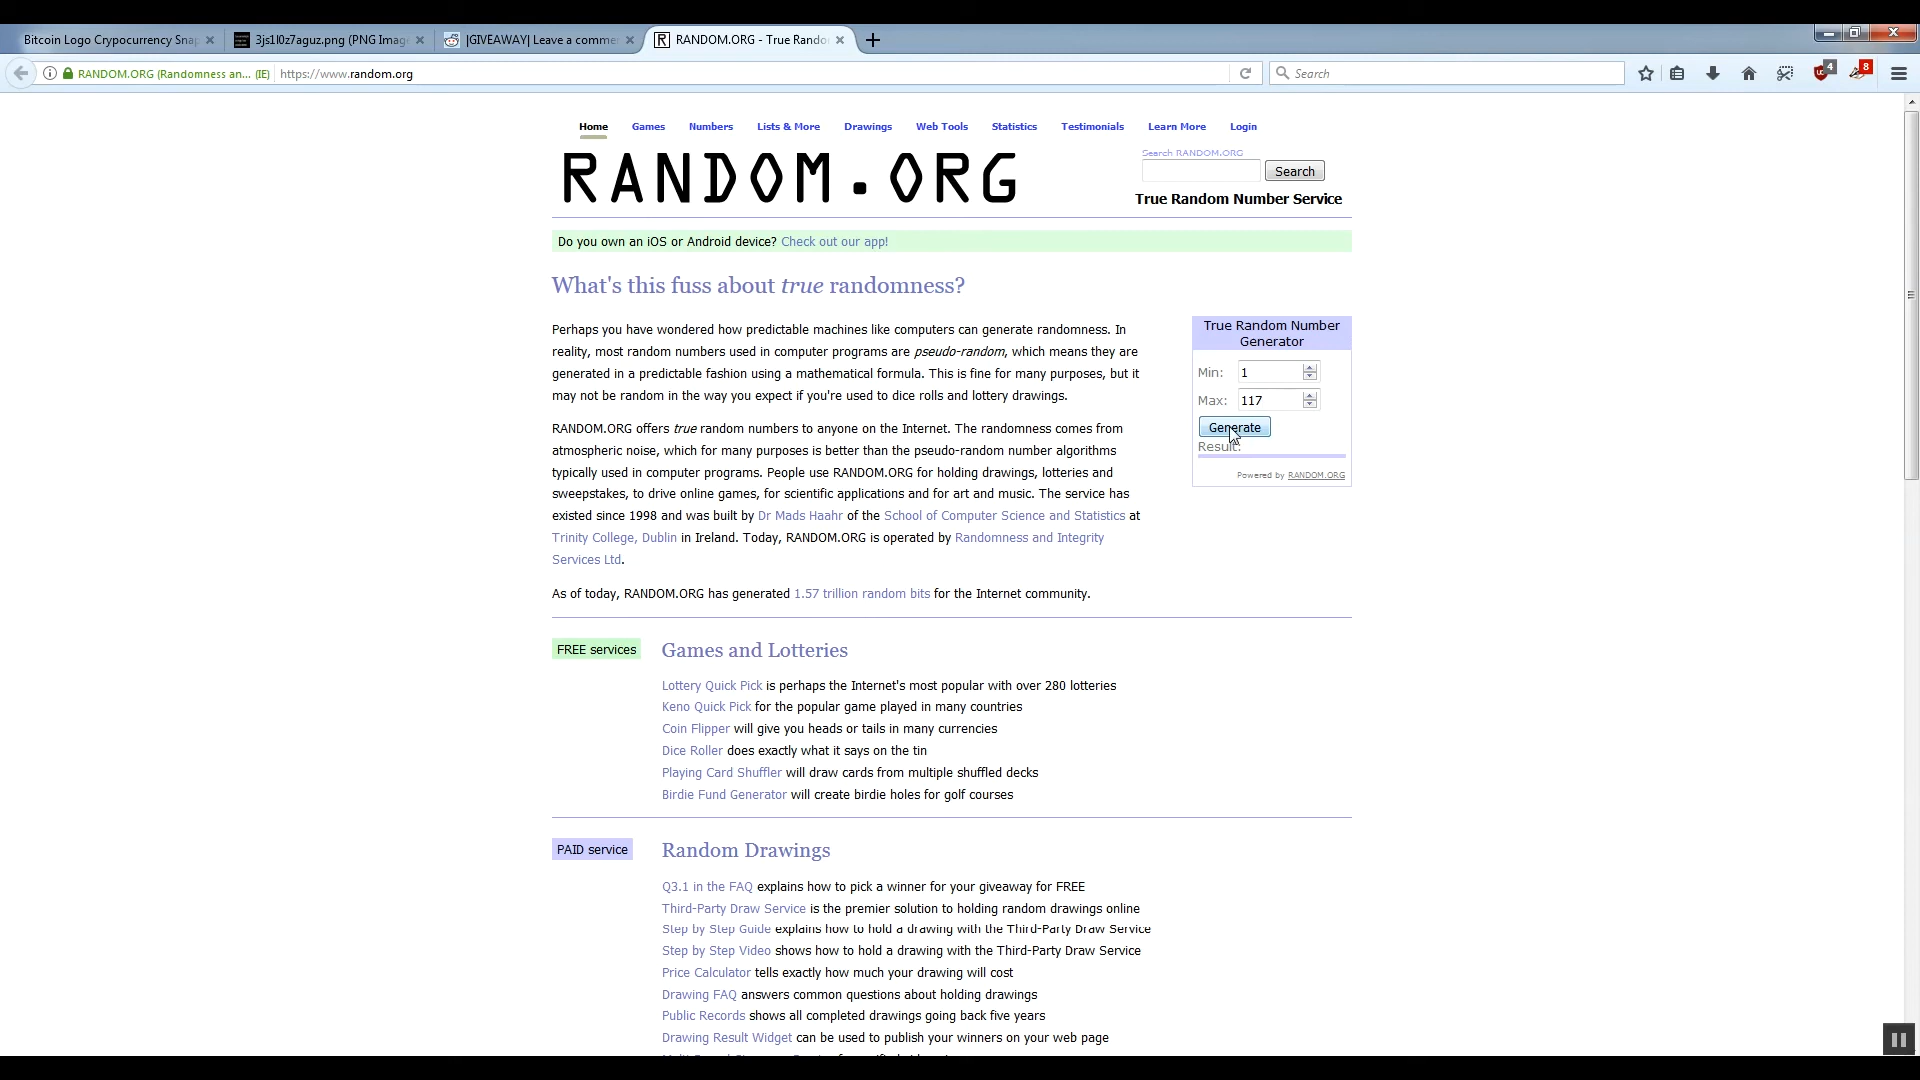 Bitcoin Logo Crypocurrency Snap
3js1l0z7aguz.png (PNG Image
|GIVEAWAY| Leave a commen
RANDOM.ORG - True Rando
RANDOM.ORG (Randomness an... (IE)
https://www.random.org
Search
4
8
Home Games Numbers Lists & More Drawings Web Tools Statistics Testimonials Learn More Login
RANDOM.ORG
Search RANDOM.ORG
Search
True Random Number Service
Do you own an iOS or Android device? Check out our app!
What's this fuss about true randomness?
Perhaps you have wondered how predictable machines like computers can generate randomness. In
reality, most random numbers used in computer programs are pseudo-random, which means they are
generated in a predictable fashion using a mathematical formula. This is fine for many purposes, but it
may not be random in the way you expect if you're used to dice rolls and lottery drawings.
RANDOM.ORG offers true random numbers to anyone on the Internet. The randomness comes from
atmospheric noise, which for many purposes is better than the pseudo-random number algorithms
typically used in computer programs. People use RANDOM.ORG for holding drawings, lotteries and
sweepstakes, to drive online games, for scientific applications and for art and music. The service has
existed since 1998 and was built by Dr Mads Haahr of the School of Computer Science and Statistics at
Trinity College, Dublin in Ireland. Today, RANDOM.ORG is operated by Randomness and Integrity
Services Ltd.
As of today, RANDOM.ORG has generated 1.57 trillion random bits for the Internet community.
True Random Number
Generator
Min: 1
Max: 117
Generate
Result:
Powered by RANDOM.ORG
FREE services
Games and Lotteries
Lottery Quick Pick is perhaps the Internet's most popular with over 280 lotteries
Keno Quick Pick for the popular game played in many countries
Coin Flipper will give you heads or tails in many currencies
Dice Roller does exactly what it says on the tin
Playing Card Shuffler will draw cards from multiple shuffled decks
Birdie Fund Generator will create birdie holes for golf courses
PAID service
Random Drawings
Q3.1 in the FAQ explains how to pick a winner for your giveaway for FREE
Third-Party Draw Service is the premier solution to holding random drawings online
Step by Step Guide explains how to hold a drawing with the Third-Party Draw Service
Step by Step Video shows how to hold a drawing with the Third-Party Draw Service
Price Calculator tells exactly how much your drawing will cost
Drawing FAQ answers common questions about holding drawings
Public Records shows all completed drawings going back five years
Drawing Result Widget can be used to publish your winners on your web page